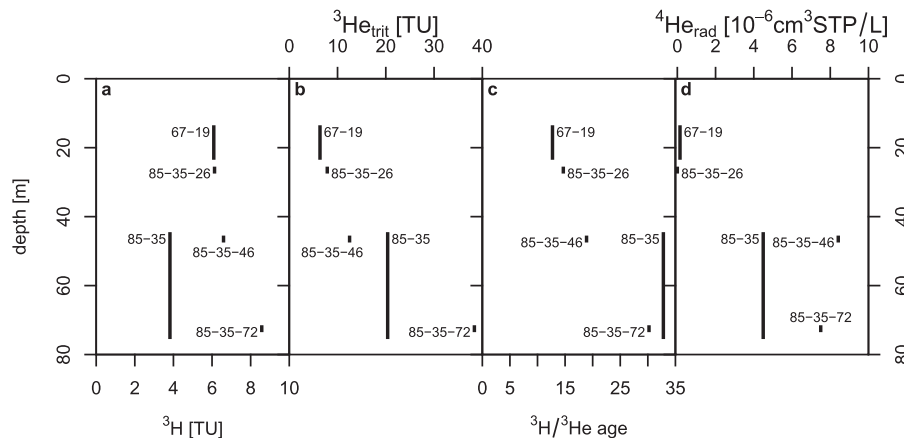 ³He_trit [TU]
⁴He_rad [10⁻⁶cm³STP/L]
0 10 20 30 40
0 2 4 6 8 10
0
20
40
60
80
depth [m]
a
67−19
85−35−26
85−35
85−35−46
85−35−72
b
67−19
85−35−26
85−35
85−35−46
85−35−72
c
67−19
85−35−26
85−35−46
85−35
85−35−72
d
67−19
85−35−26
85−35
85−35−46
85−35−72
0
20
40
60
80
depth [m]
0 2 4 6 8 10
0 5 15 25 35
³H [TU]
³H/³He age